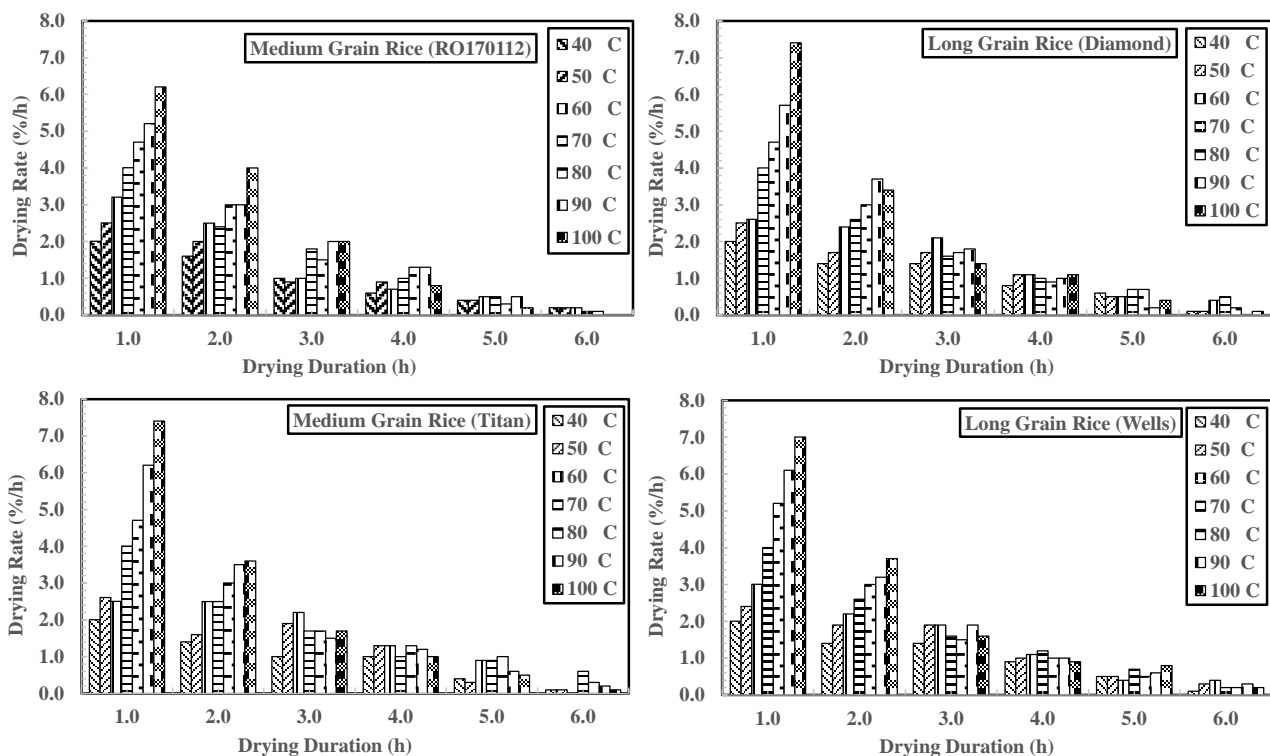 Medium Grain Rice (RO170112)
Drying Rate (%/h)
8.0
7.0
6.0
5.0
4.0
3.0
2.0
1.0
0.0
1.0 2.0 3.0 4.0 5.0 6.0
Drying Duration (h)
40 C
50 C
60 C
70 C
80 C
90 C
100 C
Long Grain Rice (Diamond)
Drying Rate (%/h)
8.0
7.0
6.0
5.0
4.0
3.0
2.0
1.0
0.0
1.0 2.0 3.0 4.0 5.0 6.0
Drying Duration (h)
40 C
50 C
60 C
70 C
80 C
90 C
100 C
Medium Grain Rice (Titan)
Drying Rate (%/h)
8.0
7.0
6.0
5.0
4.0
3.0
2.0
1.0
0.0
1.0 2.0 3.0 4.0 5.0 6.0
Drying Duration (h)
40 C
50 C
60 C
70 C
80 C
90 C
100 C
Long Grain Rice (Wells)
Drying Rate (%/h)
8.0
7.0
6.0
5.0
4.0
3.0
2.0
1.0
0.0
1.0 2.0 3.0 4.0 5.0 6.0
Drying Duration (h)
40 C
50 C
60 C
70 C
80 C
90 C
100 C